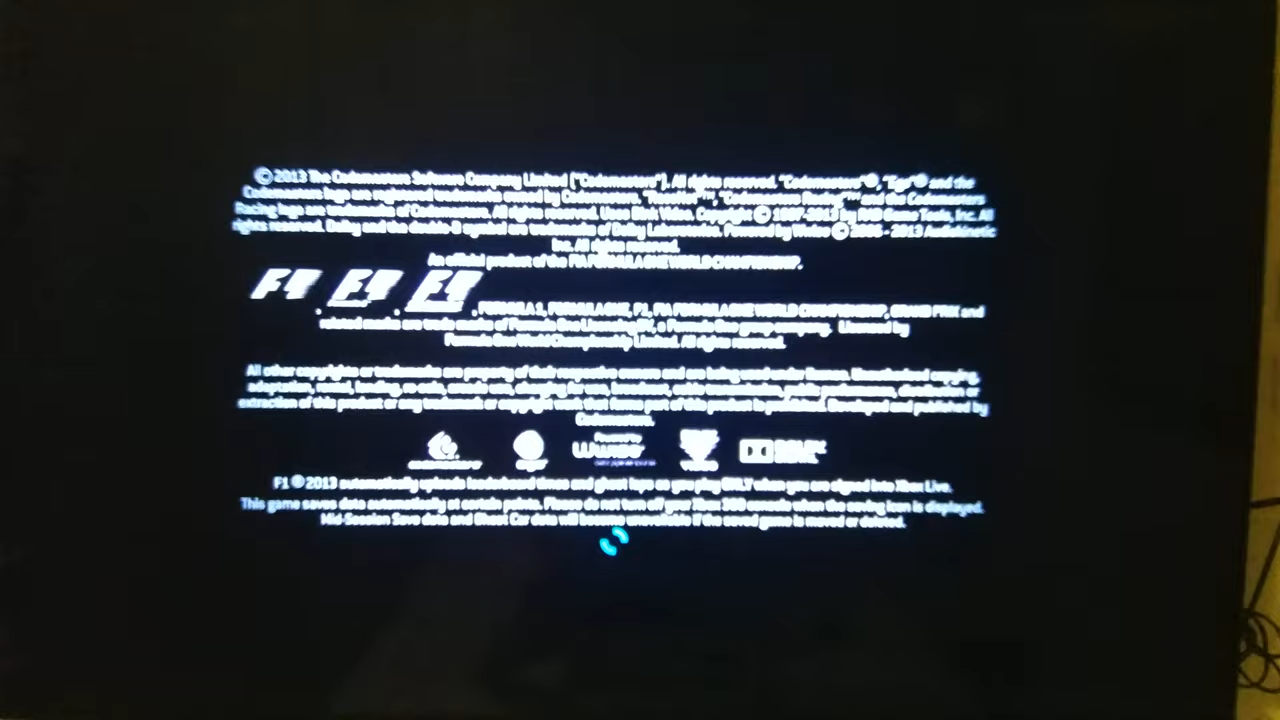 © 2013 The Codemasters Software Company Limited ("Codemasters"). All rights reserved. "Codemasters"®, "Ego"® and the
Codemasters logo are registered trademarks owned by Codemasters. "Codemasters Racing"™ and the Codemasters
Racing logo are trademarks of Codemasters. All rights reserved. Uses Bink Video. Copyright © 1997-2013 by RAD Game Tools, Inc. All
rights reserved. Dolby and the double-D symbol are trademarks of Dolby Laboratories. Powered by Wwise © 2006 - 2013 Audiokinetic
Inc. All rights reserved.
An official product of the FIA FORMULA ONE WORLD CHAMPIONSHIP.
F1 , F1 , F1 , FORMULA 1, FORMULA ONE, F1, FIA FORMULA ONE WORLD CHAMPIONSHIP, GRAND PRIX and
related marks are trade marks of Formula One Licensing BV, a Formula One group company. Licensed by
Formula One World Championship Limited. All rights reserved.
All other copyrights or trademarks are property of their respective owners and are being used under license. Unauthorised copying,
adaptation, rental, lending, re-sale, arcade use, charging for use, broadcast, public performance, distribution or
extraction of this product or any trademark or copyright work that forms part of this product is prohibited. Developed and published by
Codemasters.
Powered by
Wwise
DOLBY
F1 ® 2013 automatically uploads leaderboard times and ghost laps as you play ONLY when you are signed into Xbox Live.
This game saves data automatically at certain points. Please do not turn off your Xbox 360 console when the saving icon is displayed.
Mid-Session Save data and Ghost Car data will become unavailable if the saved game is moved or deleted.